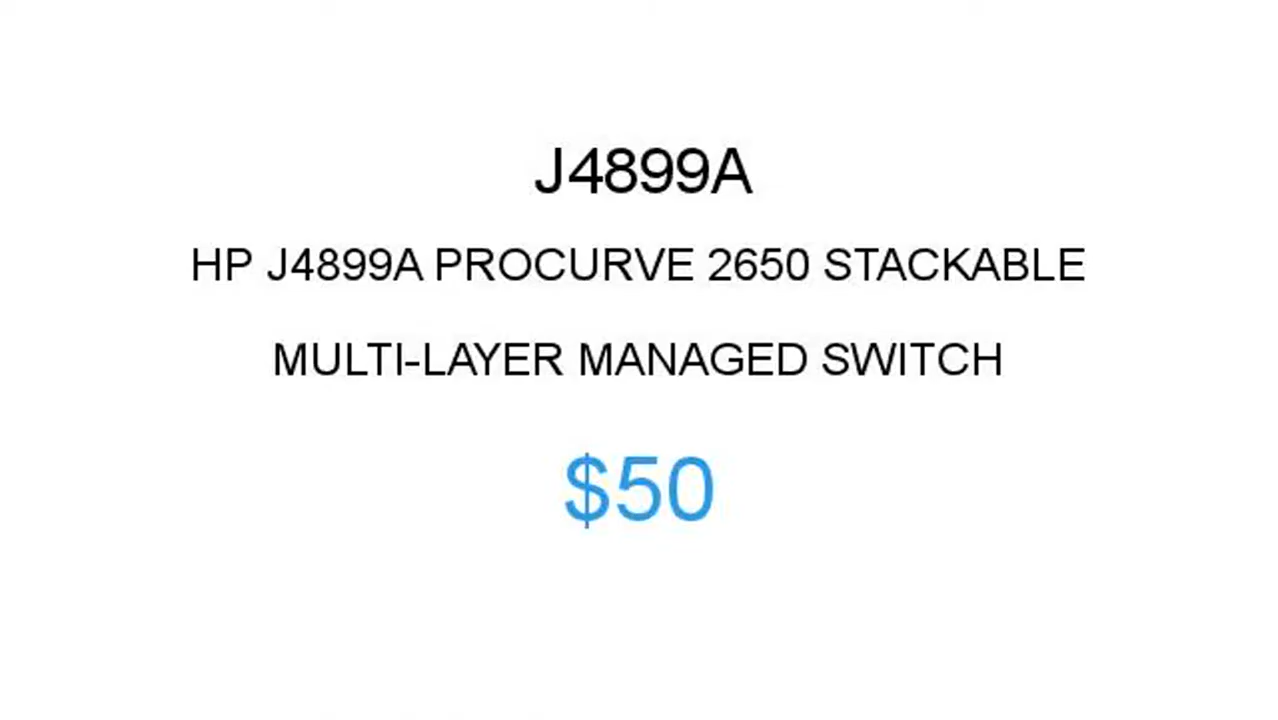 J4899A
HP J4899A PROCURVE 2650 STACKABLE
MULTI-LAYER MANAGED SWITCH
$50